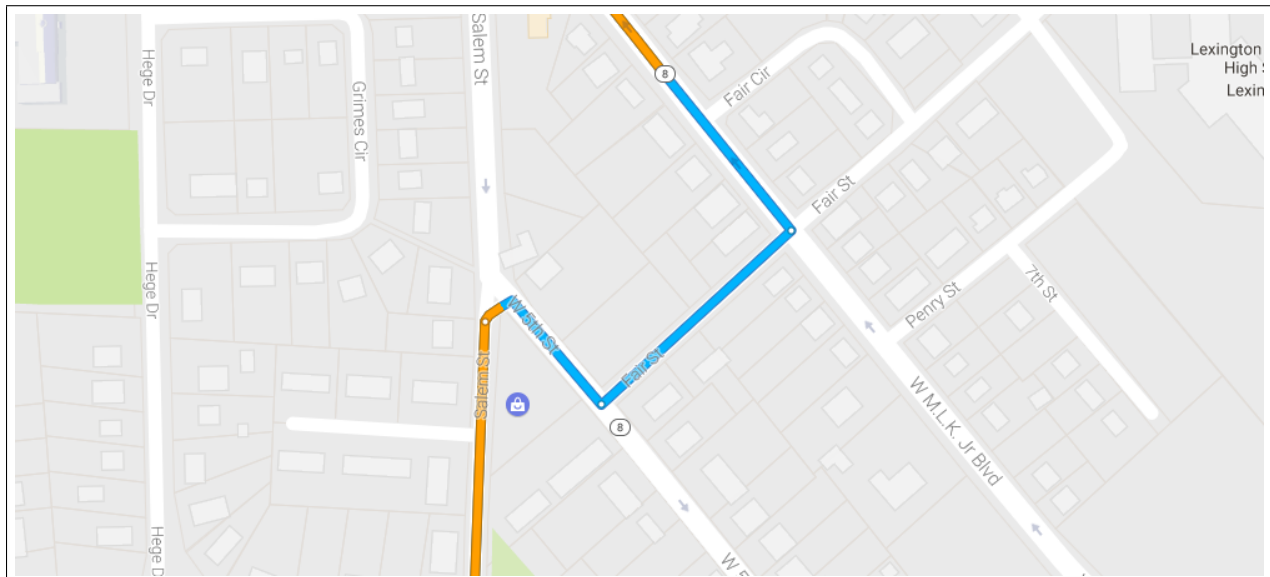 Hege Dr
Grimes Cir
Salem St
8
Fair Cir
Lexington
High
Lexin
Fair St
Hege Dr
W 5th St
7th St
Penry St
Salem St
Fair St
8
W M.L.K. Jr Blvd
Hege D
W 5